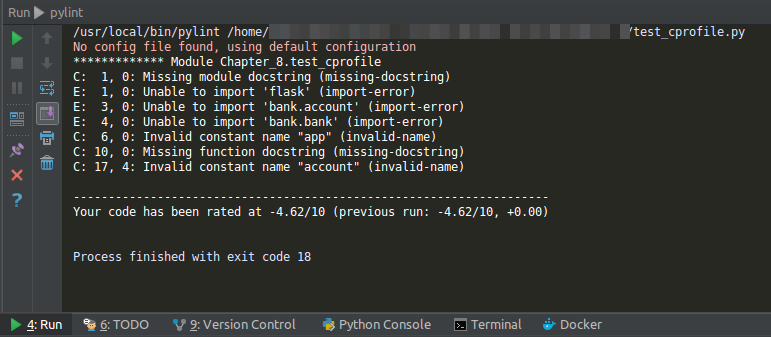 Run pylint
/usr/local/bin/pylint /home/ /test_cprofile.py
No config file found, using default configuration
************* Module Chapter_8.test_cprofile
C:  1, 0: Missing module docstring (missing-docstring)
E:  1, 0: Unable to import 'flask' (import-error)
E:  3, 0: Unable to import 'bank.account' (import-error)
E:  4, 0: Unable to import 'bank.bank' (import-error)
C:  6, 0: Invalid constant name "app" (invalid-name)
C: 10, 0: Missing function docstring (missing-docstring)
C: 17, 4: Invalid constant name "account" (invalid-name)
------------------------------------------------------------------
Your code has been rated at -4.62/10 (previous run: -4.62/10, +0.00)
Process finished with exit code 18
4: Run 6: TODO 9: Version Control Python Console Terminal Docker